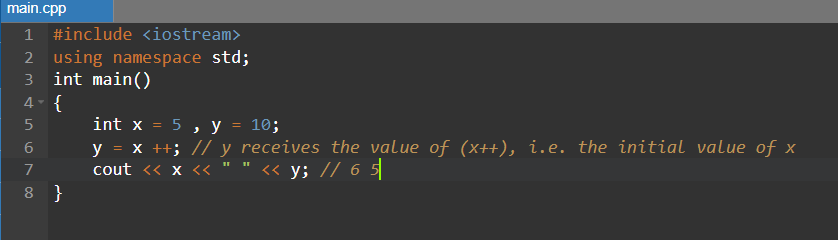 main.cpp
1 #include <iostream>
2 using namespace std;
3 int main()
4 {
5 int x = 5 , y = 10;
6 y = x ++; // y receives the value of (x++), i.e. the initial value of x
7 cout << x << " " << y; // 6 5
8 }